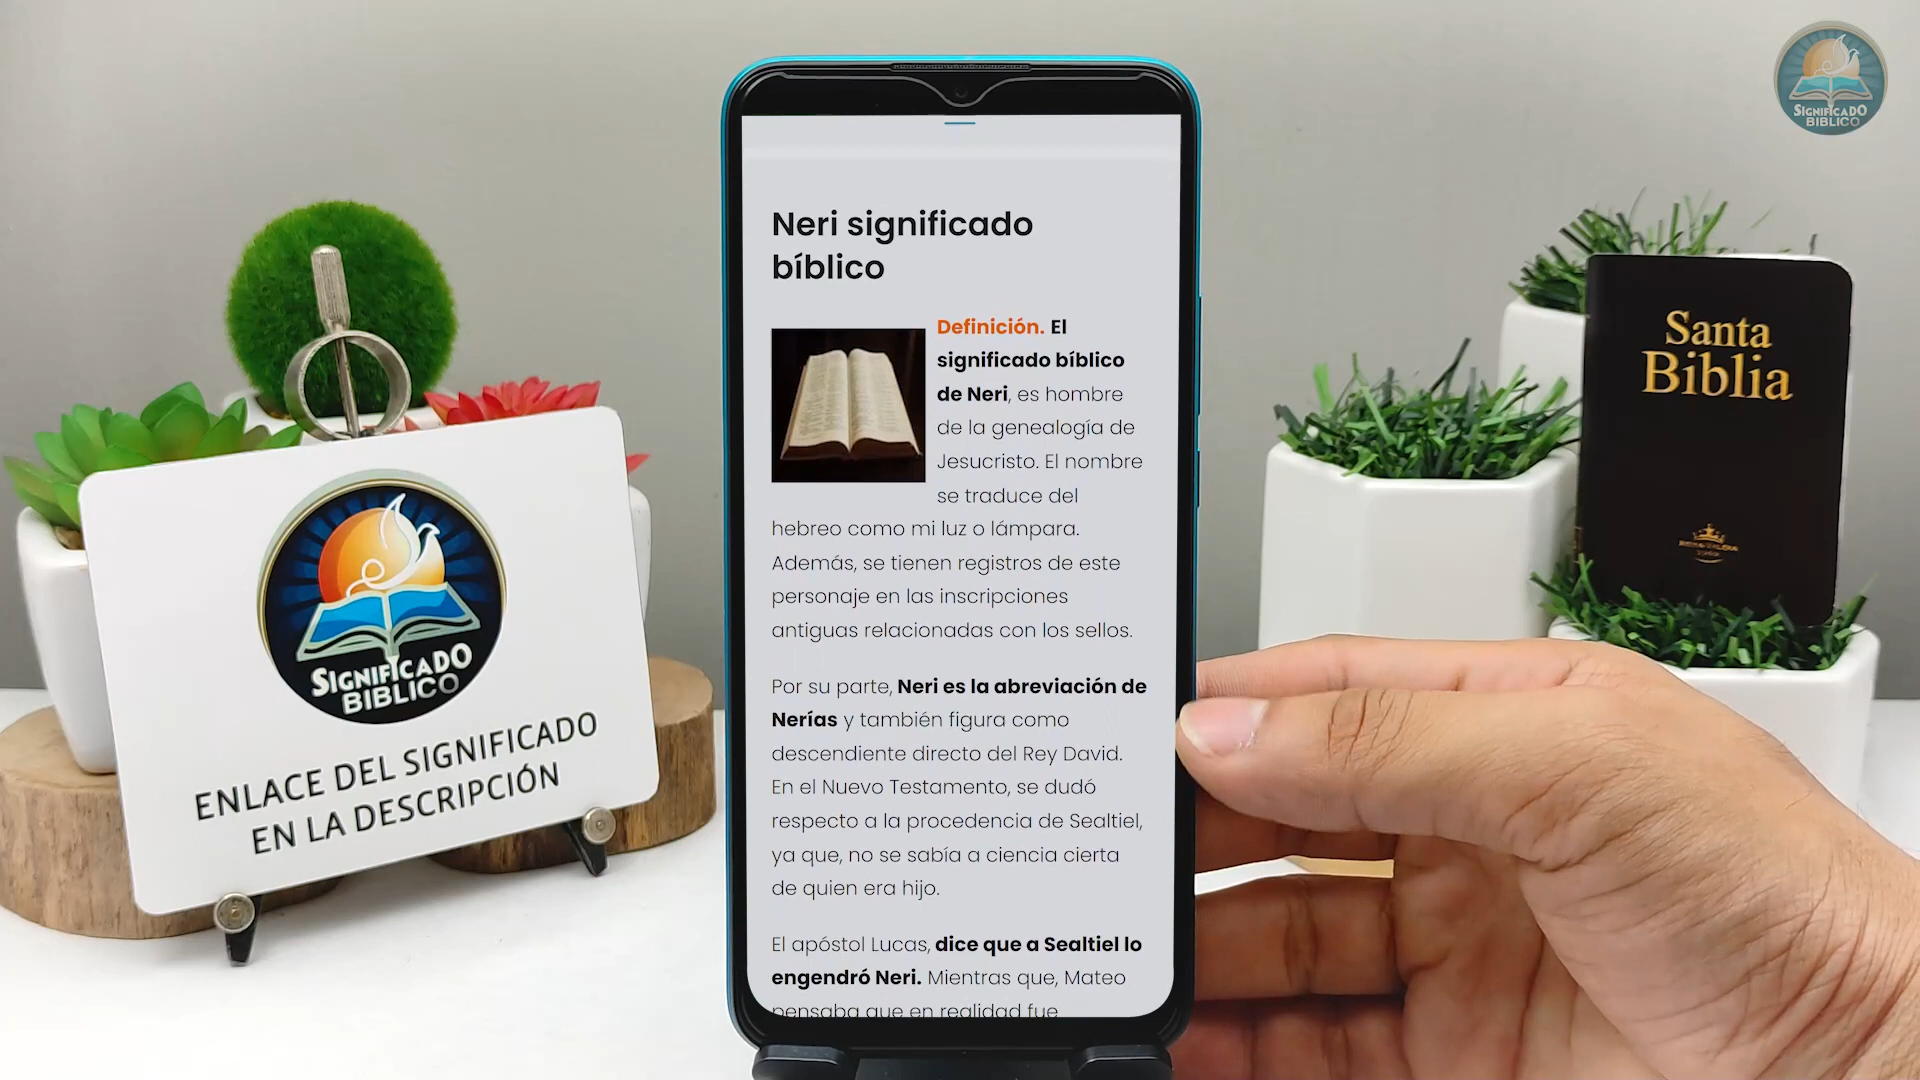 SIGNIFICADO
BIBLICO
Neri significado
bíblico
Definición. El
significado bíblico
de Neri, es hombre
de la genealogía de
Jesucristo. El nombre
se traduce del
hebreo como mi luz o lámpara.
Además, se tienen registros de este
personaje en las inscripciones
antiguas relacionadas con los sellos.
Por su parte, Neri es la abreviación de
Nerías y también figura como
descendiente directo del Rey David.
En el Nuevo Testamento, se dudó
respecto a la procedencia de Sealtiel,
ya que, no se sabía a ciencia cierta
de quien era hijo.
El apóstol Lucas, dice que a Sealtiel lo
engendró Neri. Mientras que, Mateo
pensaba que en realidad fue
SIGNIFICADO
BIBLICO
ENLACE DEL SIGNIFICADO
EN LA DESCRIPCIÓN
Santa
Biblia